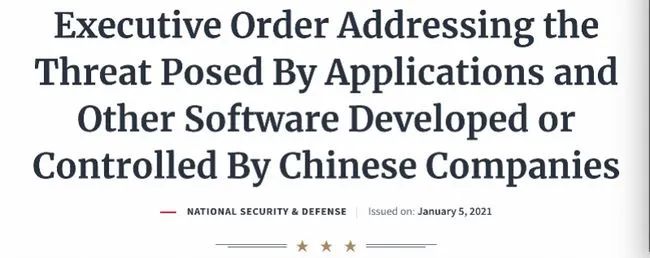 Executive Order Addressing the
Threat Posed By Applications and
Other Software Developed or
Controlled By Chinese Companies
NATIONAL SECURITY & DEFENSE | Issued on: January 5, 2021